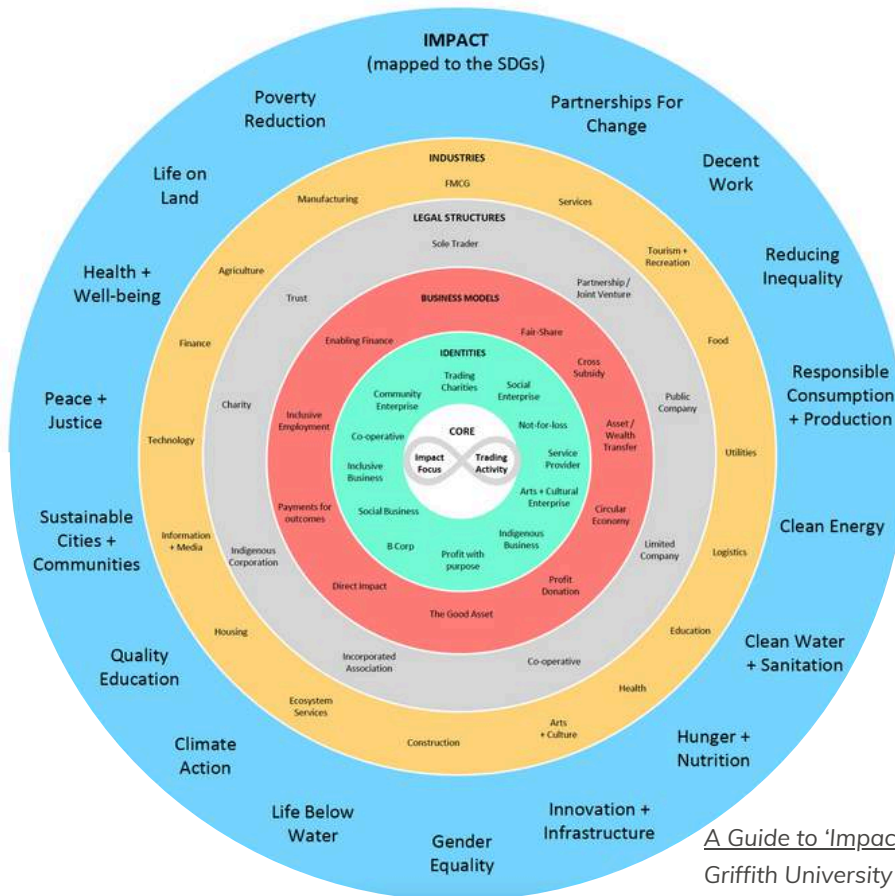 IMPACT
(mapped to the SDGs)
Partnerships For
Change
Decent
Work
Reducing
Inequality
Responsible
Consumption
+ Production
Clean Energy
Clean Water
+ Sanitation
Hunger +
Nutrition
Innovation +
Infrastructure
Gender
Equality
Life Below
Water
Climate
Action
Quality
Education
Sustainable
Cities +
Communities
Peace +
Justice
Health +
Well-being
Life on
Land
Poverty
Reduction
INDUSTRIES
FMCG
Services
Tourism +
Recreation
Food
Utilities
Logistics
Education
Health
Arts
+ Culture
Construction
Ecosystem
Services
Housing
Information
+ Media
Technology
Finance
Agriculture
Manufacturing
LEGAL STRUCTURES
Sole Trader
Partnership /
Joint Venture
Public
Company
Limited
Company
Co-operative
Incorporated
Association
Indigenous
Corporation
Charity
Trust
BUSINESS MODELS
Fair-Share
Cross
Subsidy
Asset /
Wealth
Transfer
Circular
Economy
Profit
Donation
The Good Asset
Direct Impact
Payments for
outcomes
Inclusive
Employment
Enabling Finance
IDENTITIES
Trading
Charities
Social
Enterprise
Not-for-loss
Service
Provider
Arts + Cultural
Enterprise
Indigenous
Business
Profit with
purpose
B Corp
Social Business
Inclusive
Business
Co-operative
Community
Enterprise
CORE
Impact
Focus
Trading
Activity
A Guide to ‘Impac
Griffith University